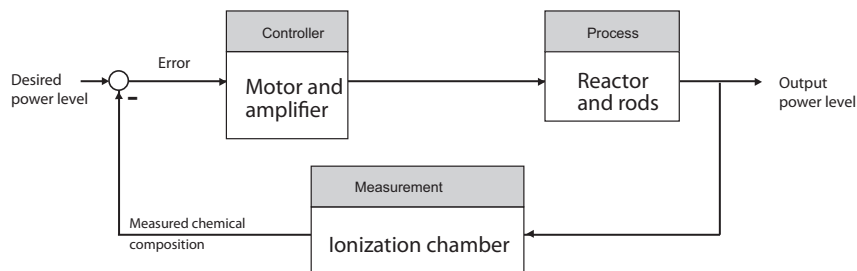 Controller
Process
Error
Desired
power level
Motor and
amplifier
Reactor
and rods
Output
power level
-
Measurement
Measured chemical
composition
Ionization chamber